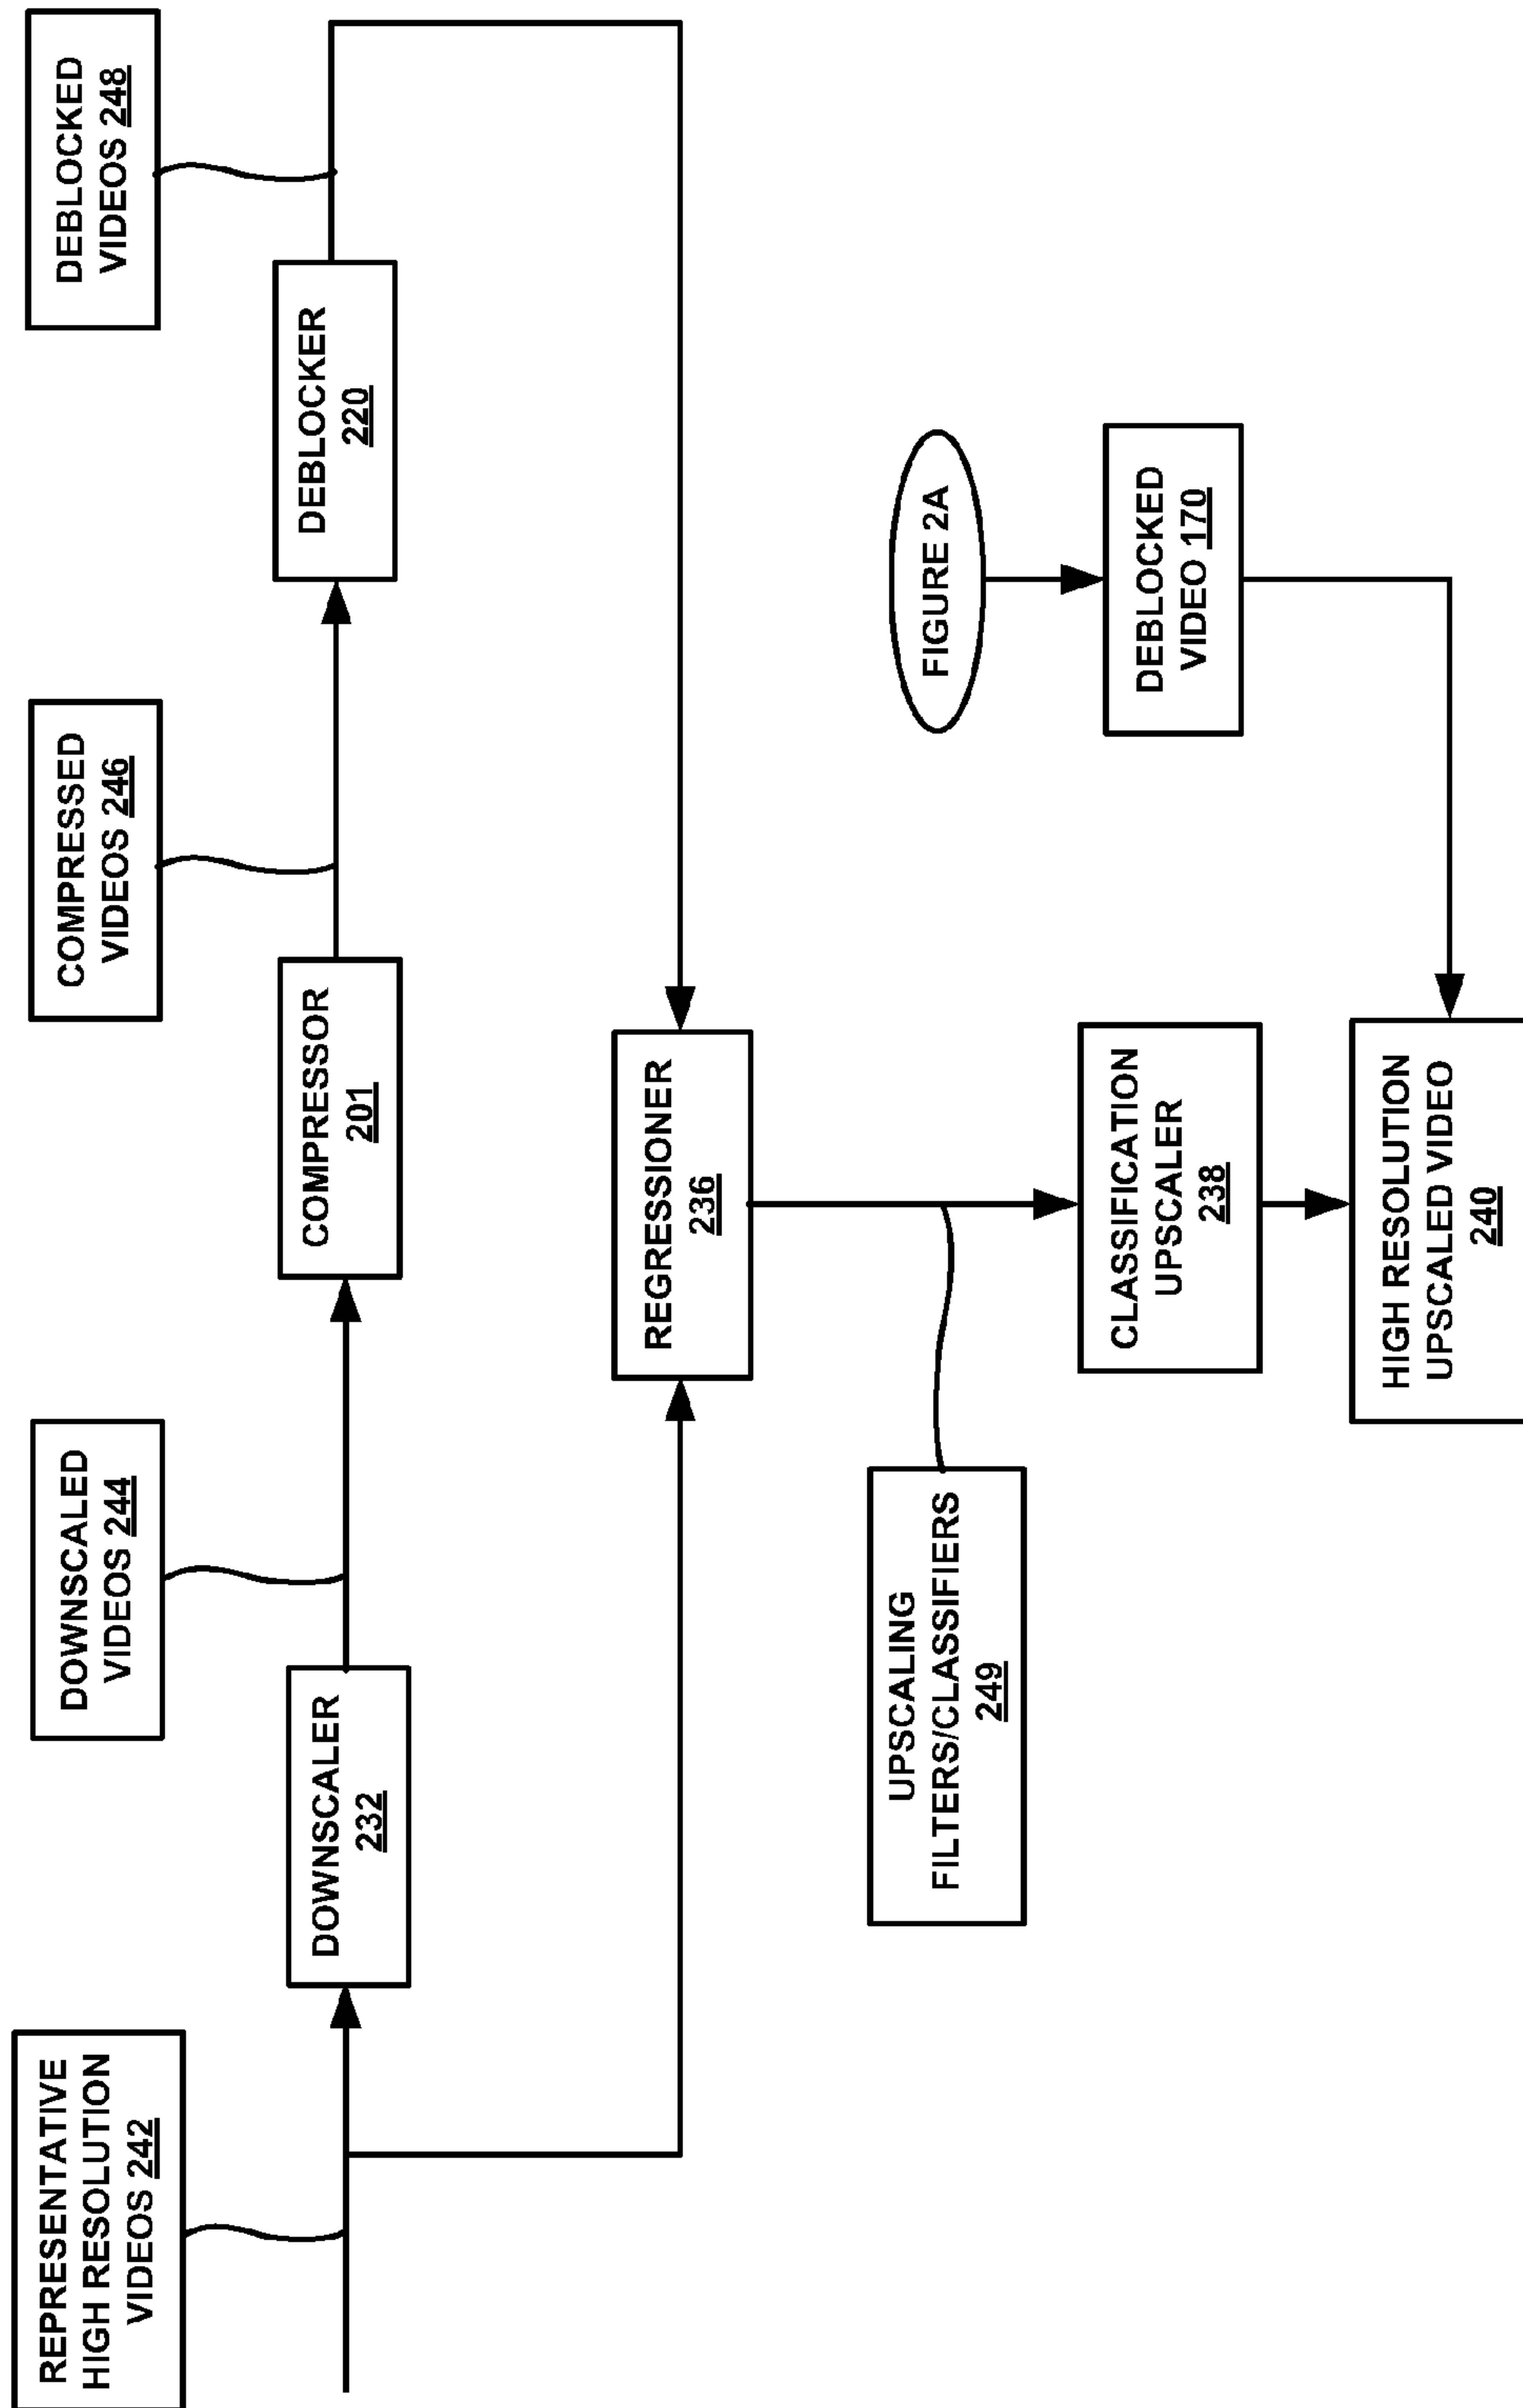 REPRESENTATIVE
HIGH RESOLUTION
VIDEOS 242
DOWNSCALED
VIDEOS 244
COMPRESSED
VIDEOS 246
DEBLOCKED
VIDEOS 248
DOWNSCALER
232
COMPRESSOR
201
DEBLOCKER
220
REGRESSIONER
236
UPSCALING
FILTERS/CLASSIFIERS
249
FIGURE 2A
CLASSIFICATION
UPSCALER
238
DEBLOCKED
VIDEO 170
HIGH RESOLUTION
UPSCALED VIDEO
240